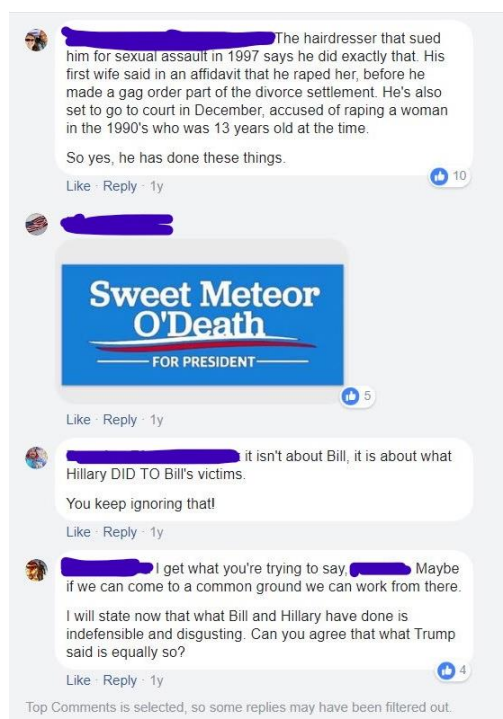 The hairdresser that sued
him for sexual assault in 1997 says he did exactly that. His
first wife said in an affidavit that he raped her, before he
made a gag order part of the divorce settlement. He's also
set to go to court in December, accused of raping a woman
in the 1990's who was 13 years old at the time.
So yes, he has done these things.
10
Like · Reply · 1y
Sweet Meteor
O'Death
FOR PRESIDENT
5
Like · Reply · 1y
it isn't about Bill, it is about what
Hillary DID TO Bill's victims.
You keep ignoring that!
Like · Reply · 1y
I get what you're trying to say, Maybe
if we can come to a common ground we can work from there.
I will state now that what Bill and Hillary have done is
indefensible and disgusting. Can you agree that what Trump
said is equally so?
4
Like · Reply · 1y
Top Comments is selected, so some replies may have been filtered out.